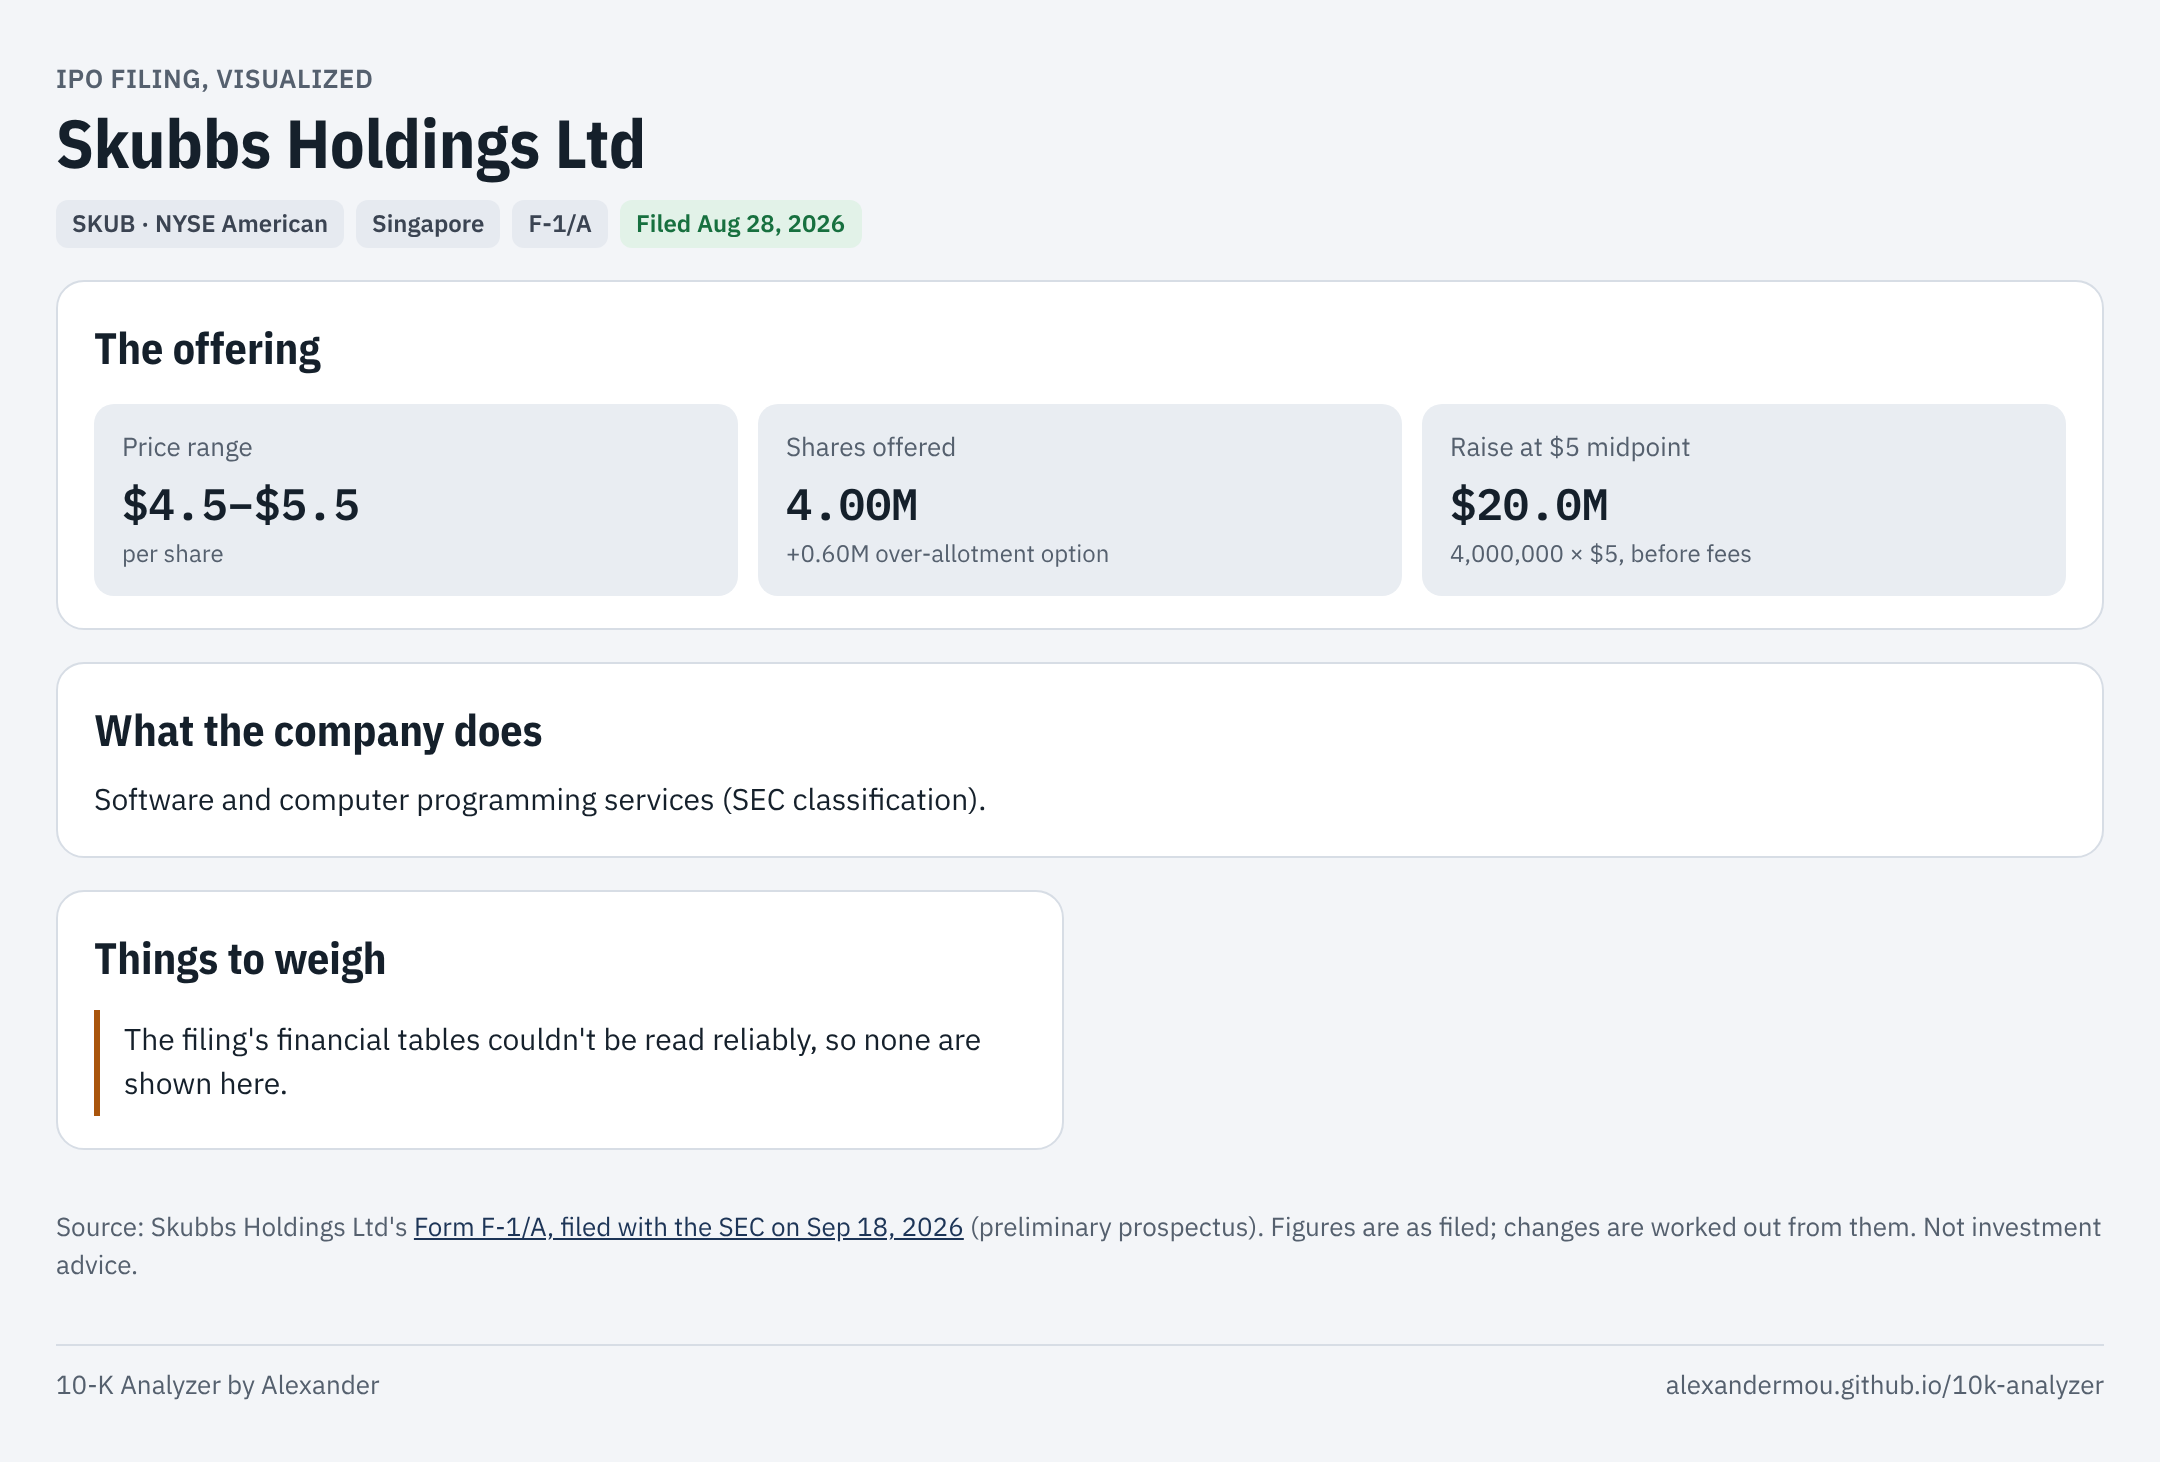 IPO FILING, VISUALIZED
Skubbs Holdings Ltd
SKUB · NYSE American Singapore F-1/A Filed Aug 28, 2026
The offering
Price range
$4.5–$5.5
per share
Shares offered
4.00M
+0.60M over-allotment option
Raise at $5 midpoint
$20.0M
4,000,000 × $5, before fees
What the company does
Software and computer programming services (SEC classification).
Things to weigh
The filing's financial tables couldn't be read reliably, so none are
shown here.
Source: Skubbs Holdings Ltd's Form F-1/A, filed with the SEC on Sep 18, 2026 (preliminary prospectus). Figures are as filed; changes are worked out from them. Not investment
advice.
10-K Analyzer by Alexander
alexandermou.github.io/10k-analyzer